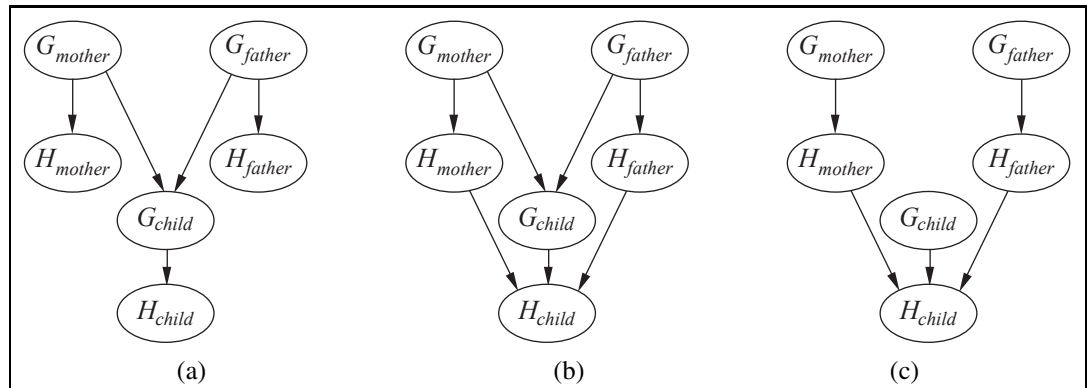 G_mother G_father G_mother G_father G_mother G_father
H_mother H_father H_mother H_father H_mother H_father
G_child G_child G_child
H_child H_child H_child
(a) (b) (c)